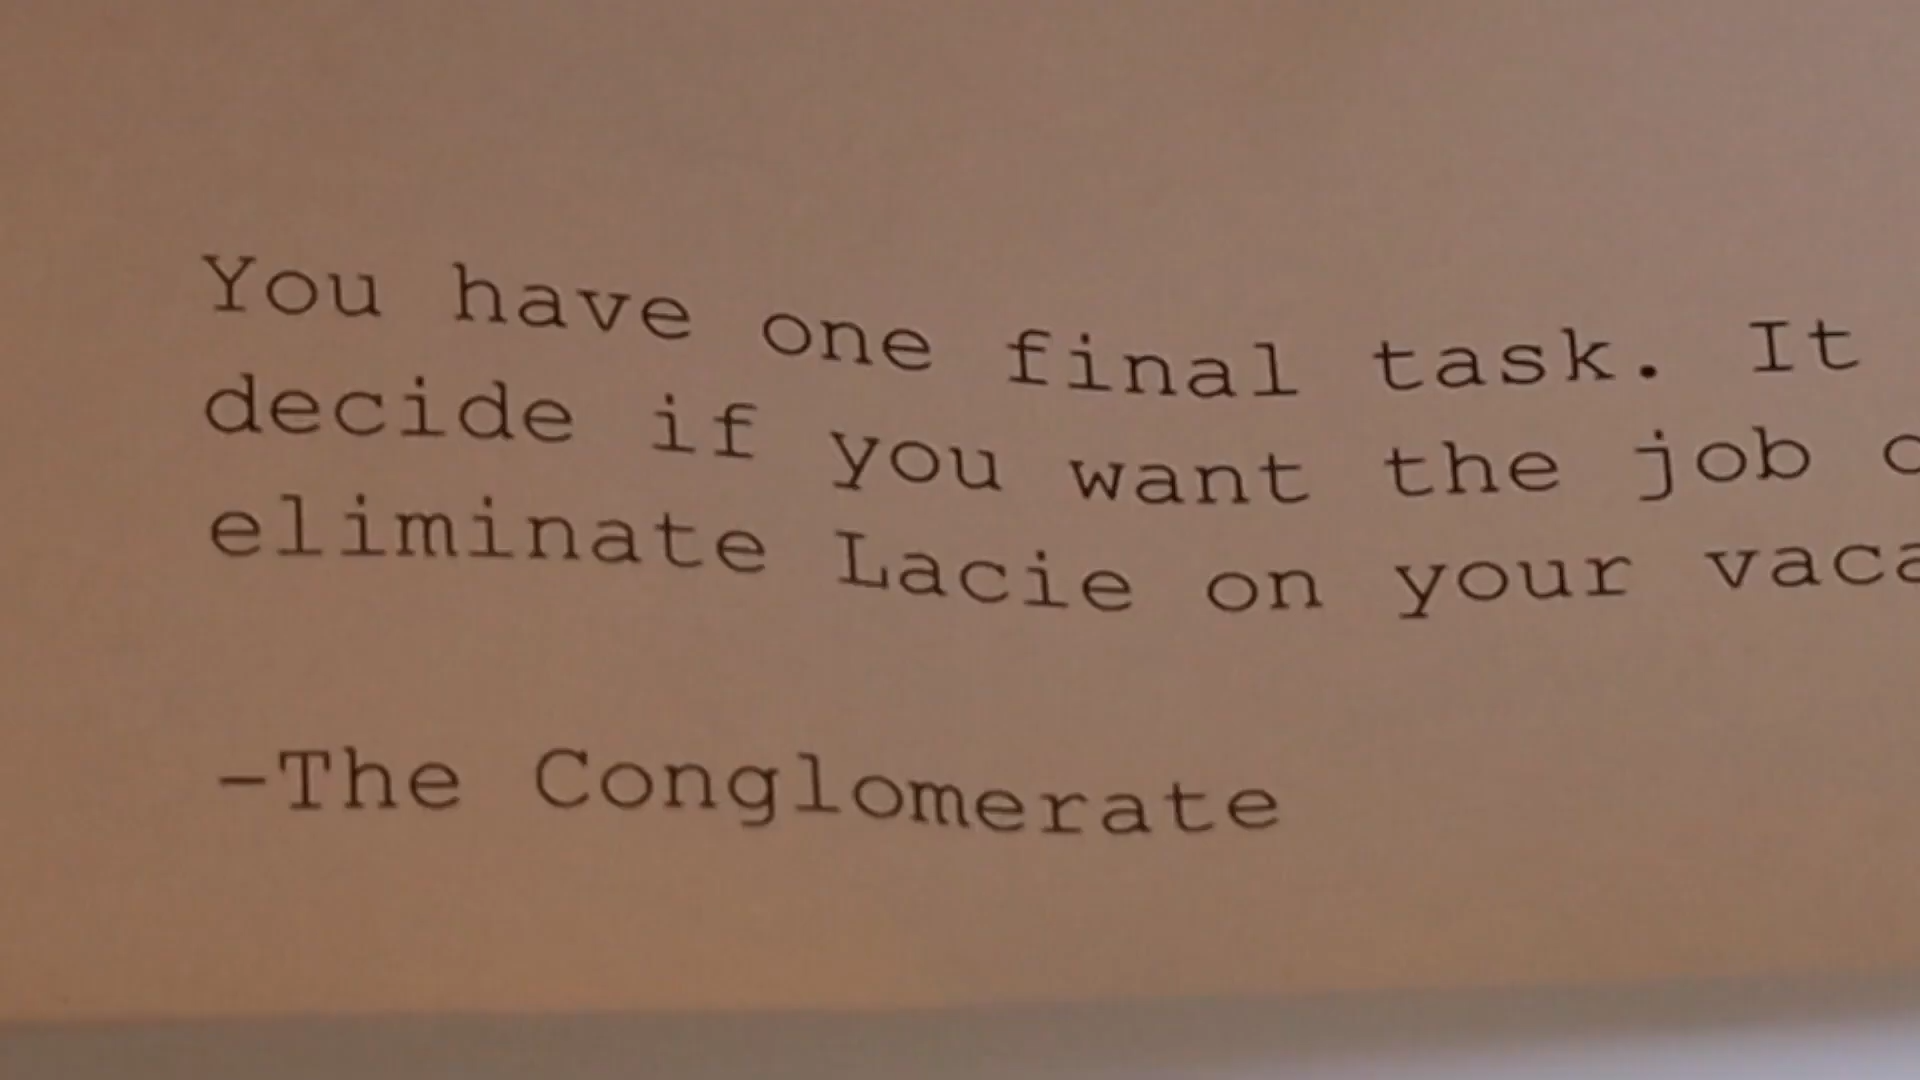 You have one final task. It
decide if you want the job
eliminate Lacie on your
-The Conglomerate